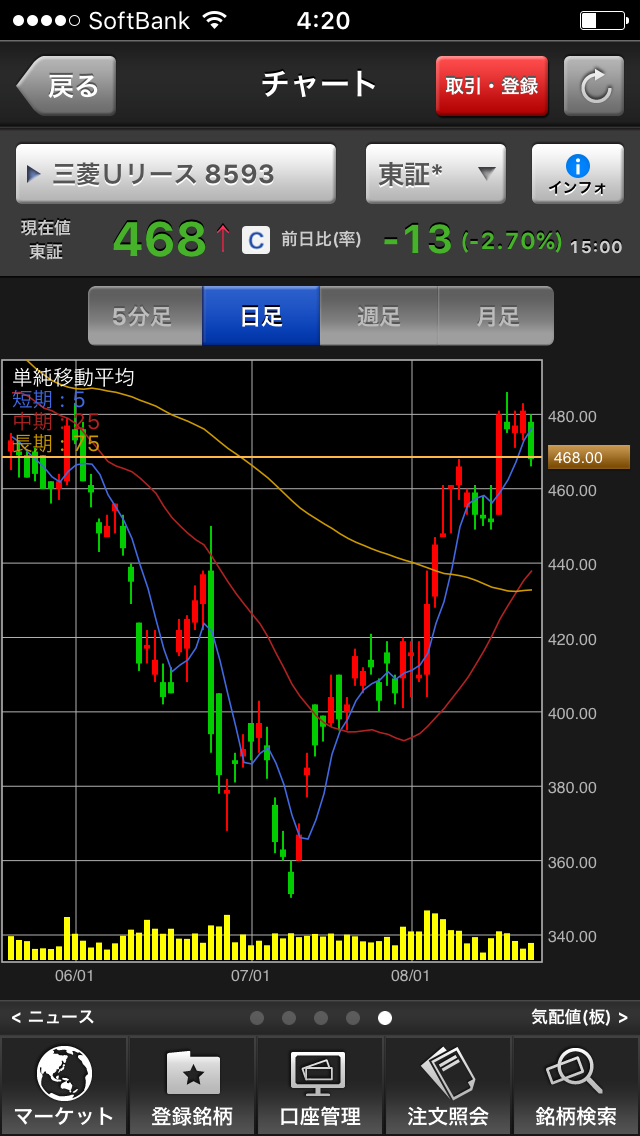 SoftBank 4:20
戻る チャート 取引・登録
三菱Uリース 8593 東証* インフォ
現在値 468↑ C 前日比(率) -13 (-2.70%) 15:00
東証
5分足 日足 週足 月足
単純移動平均
短期：5
中期：25
長期：75
480.00
468.00
460.00
440.00
420.00
400.00
380.00
360.00
340.00
06/01 07/01 08/01
< ニュース 気配値(板) >
マーケット 登録銘柄 口座管理 注文照会 銘柄検索